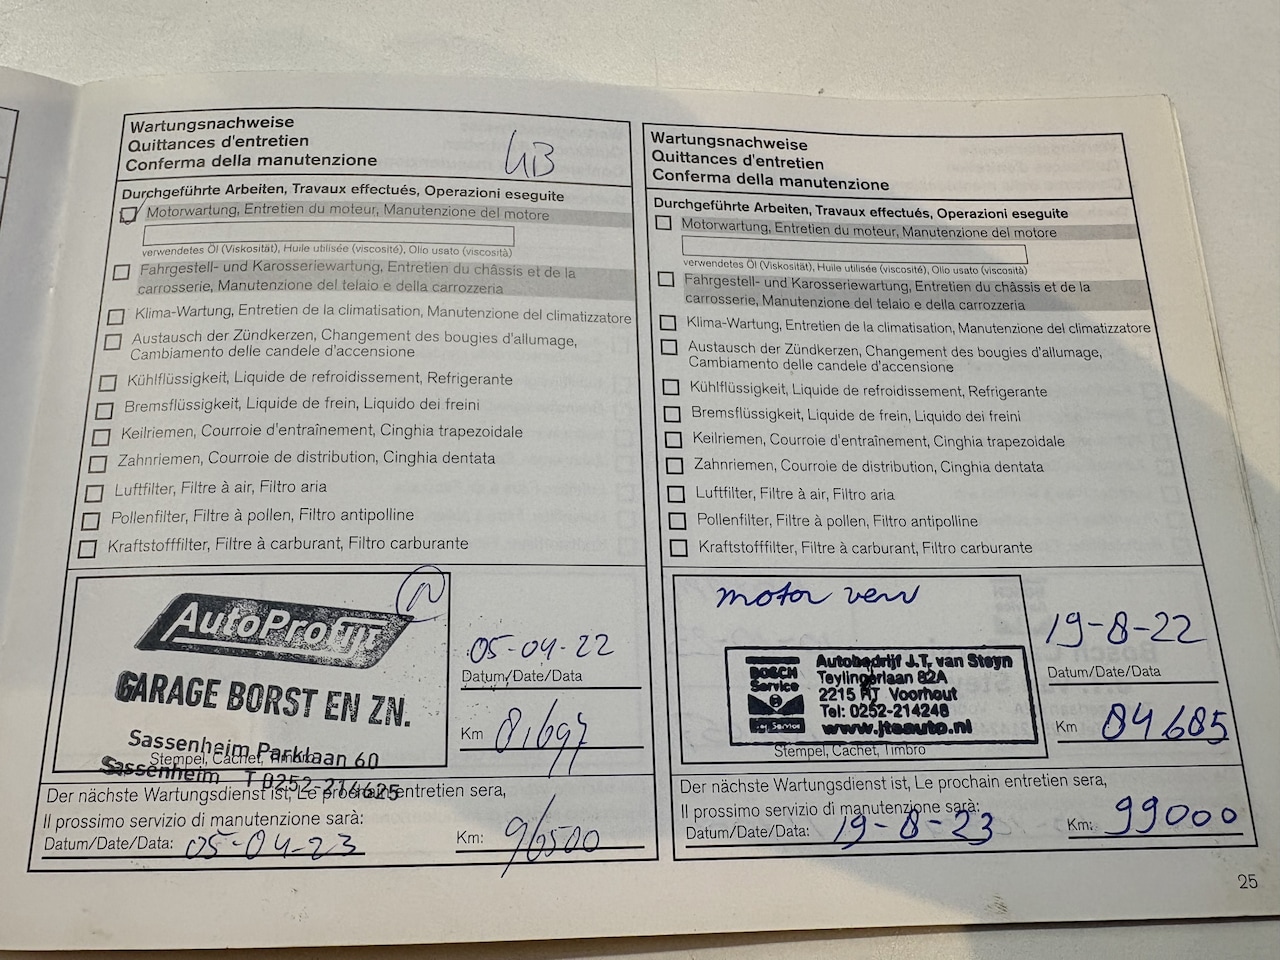 Wartungsnachweise
Quittances d'entretien
Conferma della manutenzione
Durchgeführte Arbeiten, Travaux effectués, Operazioni eseguite
Motorwartung, Entretien du moteur, Manutenzione del motore
verwendetes Öl (Viskosität), Huile utilisée (viscosité), Olio usato (viscosità)
Fahrgestell- und Karosseriewartung, Entretien du châssis et de la
carrosserie, Manutenzione del telaio e della carrozzeria
Klima-Wartung, Entretien de la climatisation, Manutenzione del climatizzatore
Austausch der Zündkerzen, Changement des bougies d'allumage,
Cambiamento delle candele d'accensione
Kühlflüssigkeit, Liquide de refroidissement, Refrigerante
Bremsflüssigkeit, Liquide de frein, Liquido dei freini
Keilriemen, Courroie d'entraînement, Cinghia trapezoidale
Zahnriemen, Courroie de distribution, Cinghia dentata
Luftfilter, Filtre à air, Filtro aria
Pollenfilter, Filtre à pollen, Filtro antipolline
Kraftstofffilter, Filtre à carburant, Filtro carburante
AutoProfijt
GARAGE BORST EN ZN.
Sassenheim Parklaan 60
Stempel, Cachet, Timbro
Sassenheim T 0252-214625
05-04-22
Datum/Date/Data
Km 81697
Der nächste Wartungsdienst ist, Le prochain entretien sera,
Il prossimo servizio di manutenzione sarà:
Datum/Date/Data: 05-04-23 Km: 96500
Wartungsnachweise
Quittances d'entretien
Conferma della manutenzione
Durchgeführte Arbeiten, Travaux effectués, Operazioni eseguite
Motorwartung, Entretien du moteur, Manutenzione del motore
verwendetes Öl (Viskosität), Huile utilisée (viscosité), Olio usato (viscosità)
Fahrgestell- und Karosseriewartung, Entretien du châssis et de la
carrosserie, Manutenzione del telaio e della carrozzeria
Klima-Wartung, Entretien de la climatisation, Manutenzione del climatizzatore
Austausch der Zündkerzen, Changement des bougies d'allumage,
Cambiamento delle candele d'accensione
Kühlflüssigkeit, Liquide de refroidissement, Refrigerante
Bremsflüssigkeit, Liquide de frein, Liquido dei freini
Keilriemen, Courroie d'entraînement, Cinghia trapezoidale
Zahnriemen, Courroie de distribution, Cinghia dentata
Luftfilter, Filtre à air, Filtro aria
Pollenfilter, Filtre à pollen, Filtro antipolline
Kraftstofffilter, Filtre à carburant, Filtro carburante
motor verv
BOSCH
Service
Car Service
Autobedrijf J.T. van Steyn
Teylingerlaan 82A
2215 RT Voorhout
Tel: 0252-214248
www.jtsauto.nl
Stempel, Cachet, Timbro
19-8-22
Datum/Date/Data
Km 84685
Der nächste Wartungsdienst ist, Le prochain entretien sera,
Il prossimo servizio di manutenzione sarà:
Datum/Date/Data: 19-8-23 Km: 99000
25